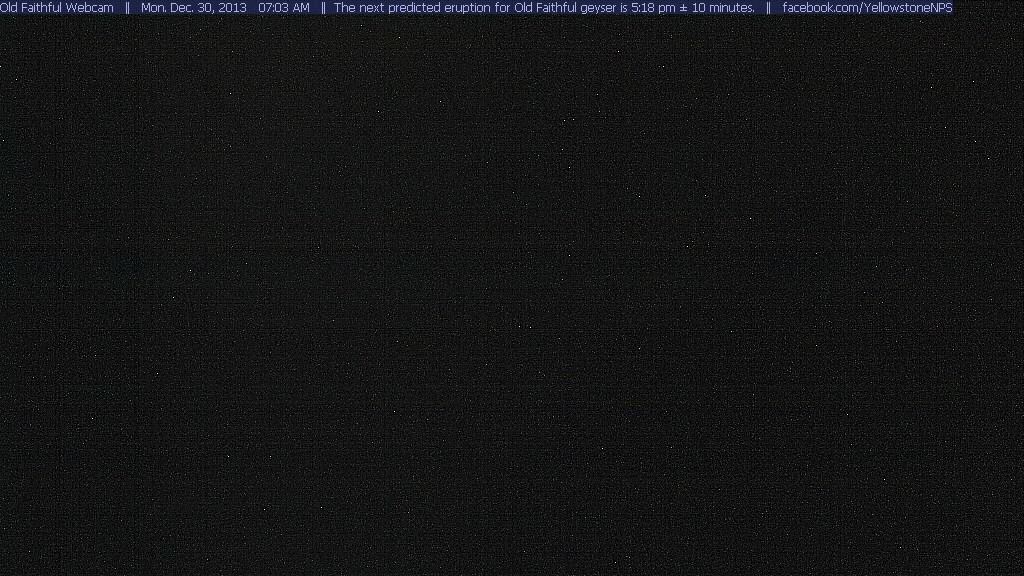 Old Faithful Webcam || Mon. Dec. 30, 2013 07:03 AM || The next predicted eruption for Old Faithful geyser is 5:18 pm ± 10 minutes. || facebook.com/YellowstoneNPS